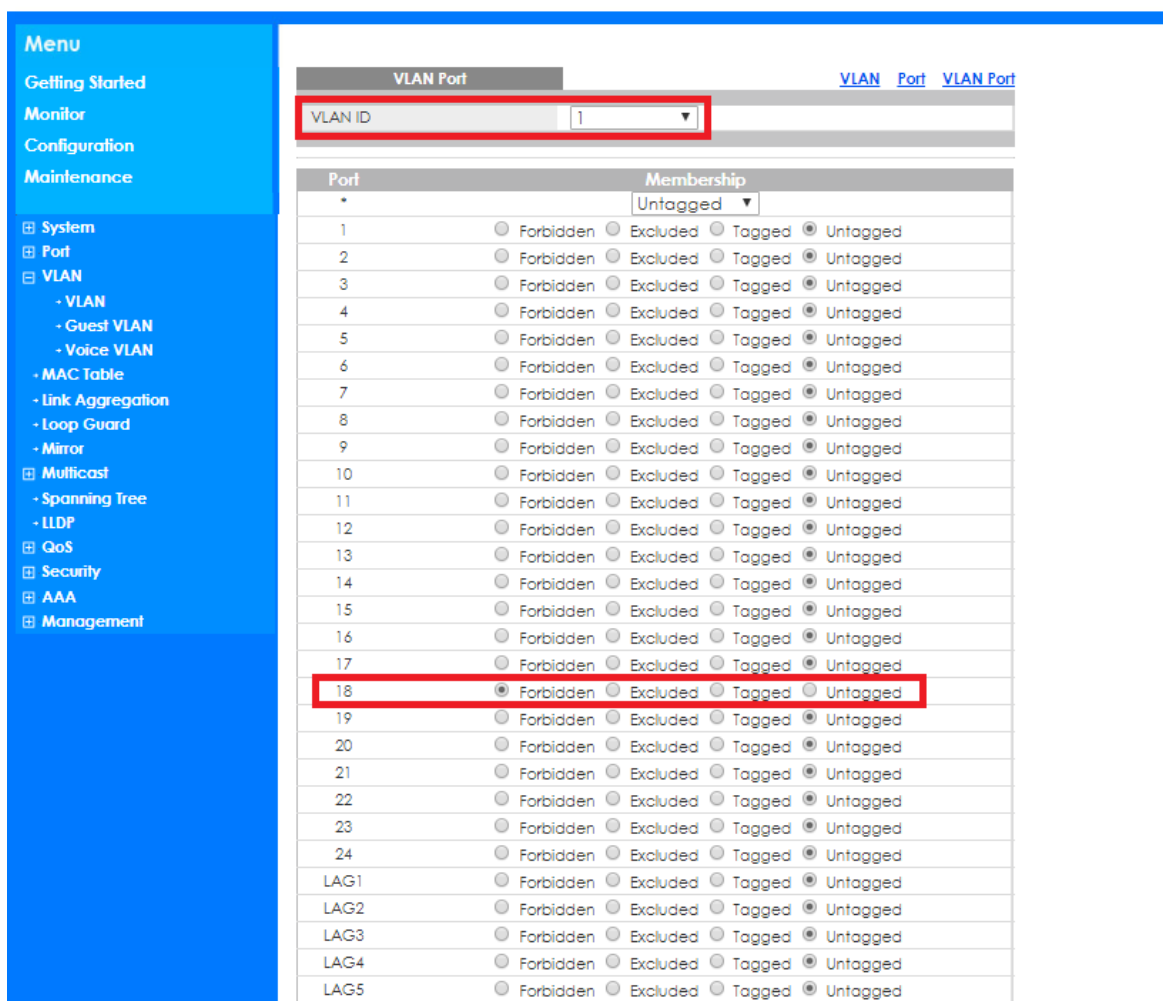 Menu
Getting Started
Monitor
Configuration
Maintenance
System
Port
VLAN
VLAN
Guest VLAN
Voice VLAN
MAC Table
Link Aggregation
Loop Guard
Mirror
Multicast
Spanning Tree
LLDP
QoS
Security
AAA
Management
VLAN Port VLAN Port VLAN Port
VLAN ID 1
Port Membership
* Untagged
1 Forbidden Excluded Tagged Untagged
2 Forbidden Excluded Tagged Untagged
3 Forbidden Excluded Tagged Untagged
4 Forbidden Excluded Tagged Untagged
5 Forbidden Excluded Tagged Untagged
6 Forbidden Excluded Tagged Untagged
7 Forbidden Excluded Tagged Untagged
8 Forbidden Excluded Tagged Untagged
9 Forbidden Excluded Tagged Untagged
10 Forbidden Excluded Tagged Untagged
11 Forbidden Excluded Tagged Untagged
12 Forbidden Excluded Tagged Untagged
13 Forbidden Excluded Tagged Untagged
14 Forbidden Excluded Tagged Untagged
15 Forbidden Excluded Tagged Untagged
16 Forbidden Excluded Tagged Untagged
17 Forbidden Excluded Tagged Untagged
18 Forbidden Excluded Tagged Untagged
19 Forbidden Excluded Tagged Untagged
20 Forbidden Excluded Tagged Untagged
21 Forbidden Excluded Tagged Untagged
22 Forbidden Excluded Tagged Untagged
23 Forbidden Excluded Tagged Untagged
24 Forbidden Excluded Tagged Untagged
LAG1 Forbidden Excluded Tagged Untagged
LAG2 Forbidden Excluded Tagged Untagged
LAG3 Forbidden Excluded Tagged Untagged
LAG4 Forbidden Excluded Tagged Untagged
LAG5 Forbidden Excluded Tagged Untagged